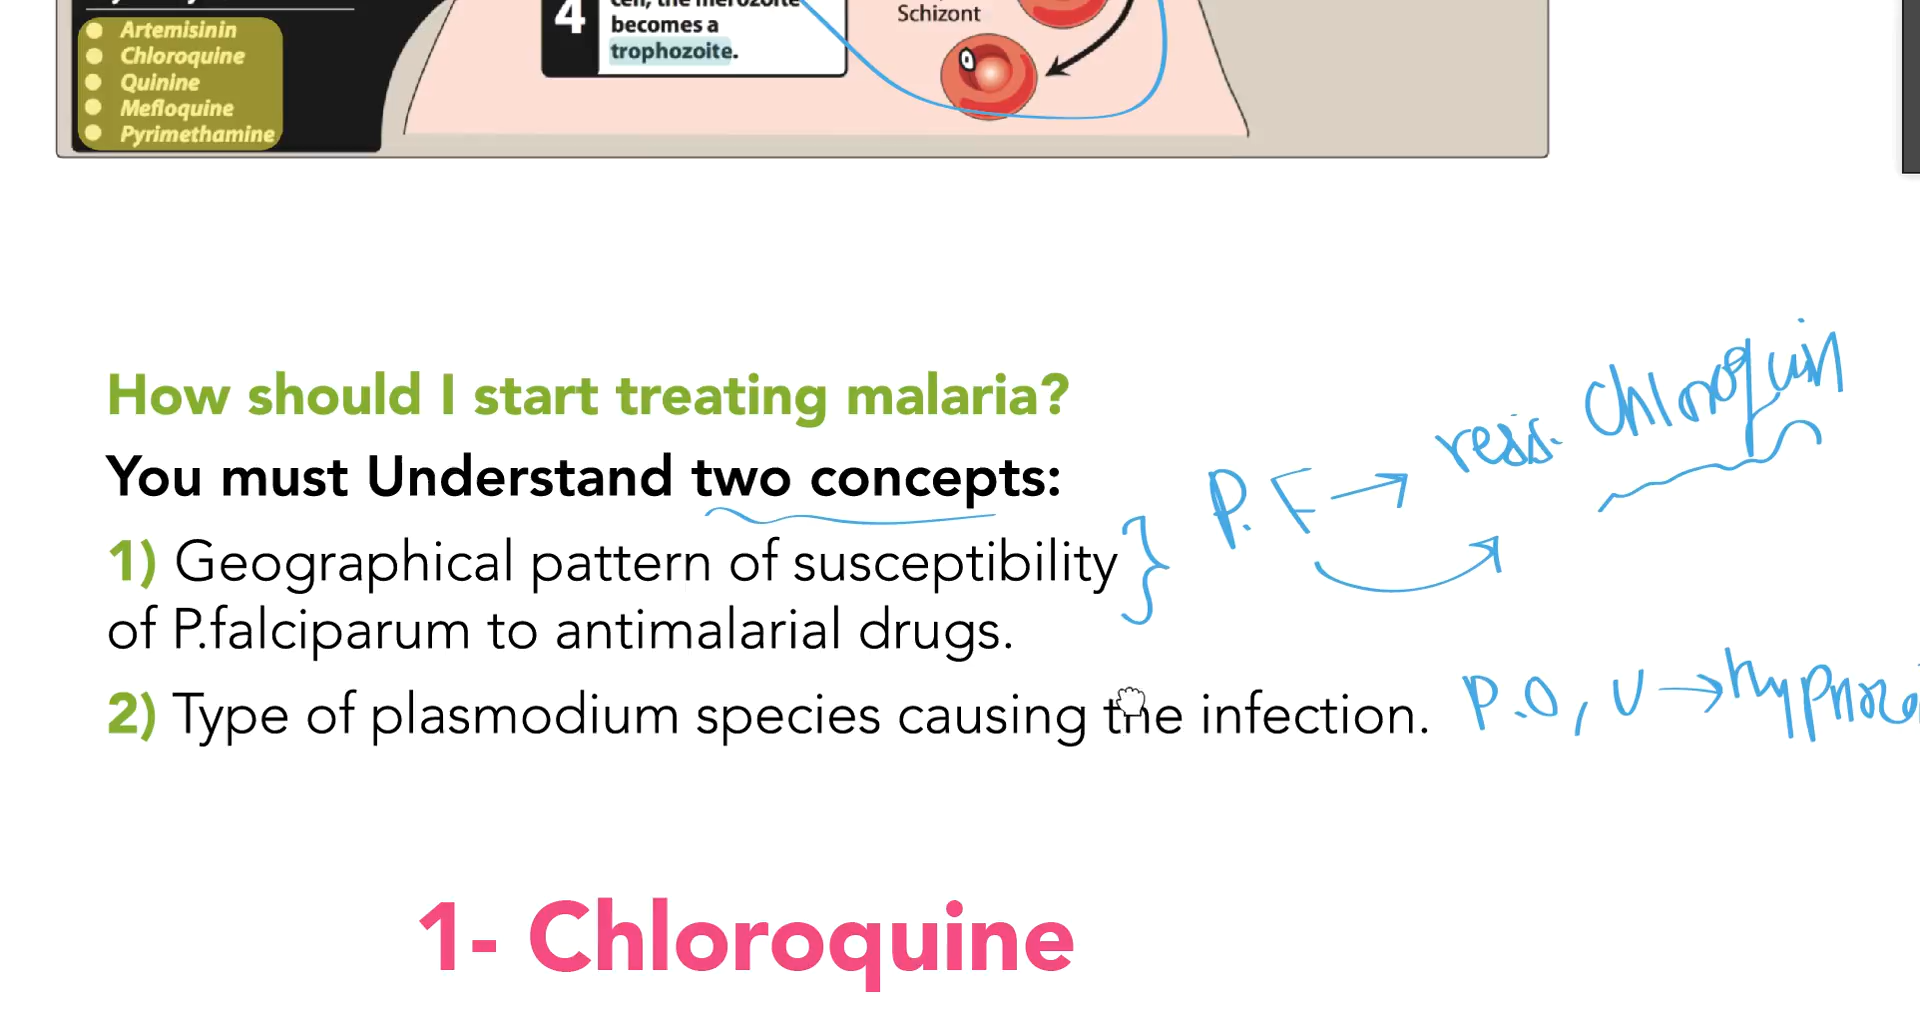 4
becomes a
trophozoite.
Schizont
Artemisinin
Chloroquine
Quinine
Mefloquine
Pyrimethamine
How should I start treating malaria?
You must Understand two concepts:
1) Geographical pattern of susceptibility
of P.falciparum to antimalarial drugs.
P.F → resis. Chloroquin
2) Type of plasmodium species causing the infection.
P.O, V →
1- Chloroquine